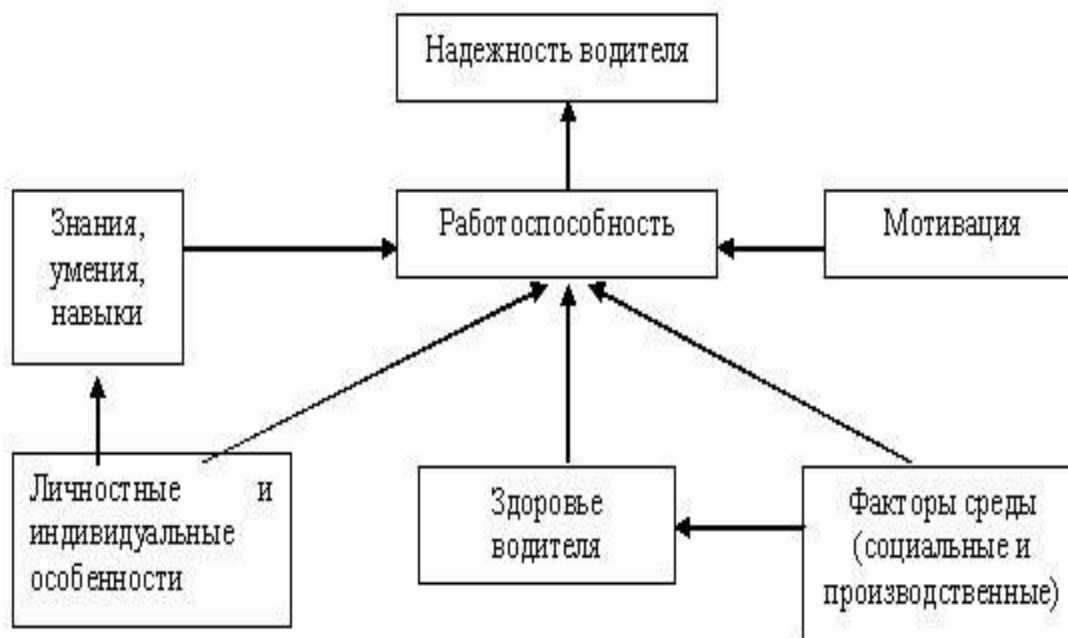 Надежность водителя
Знания,
умения,
навыки
Работоспособность
Мотивация
Личностные и
индивидуальные
особенности
Здоровье
водителя
Факторы среды
(социальные и
производственные)